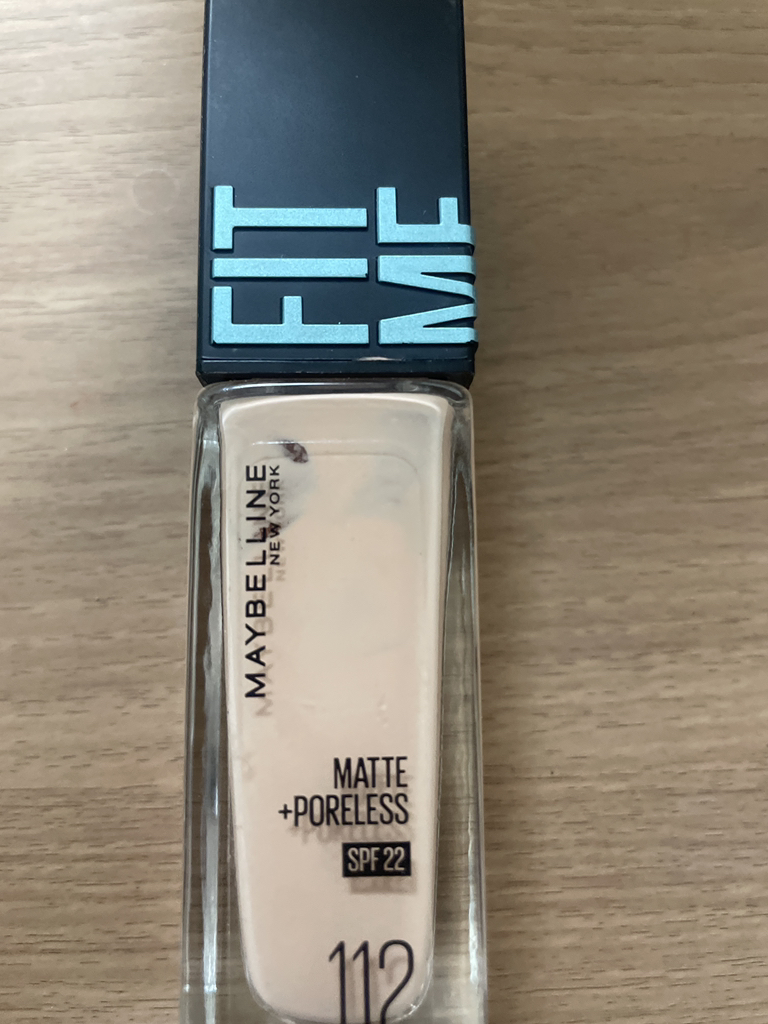 FIT
ME
MAYBELLINE
NEW YORK
MATTE
+PORELESS
SPF 22
112